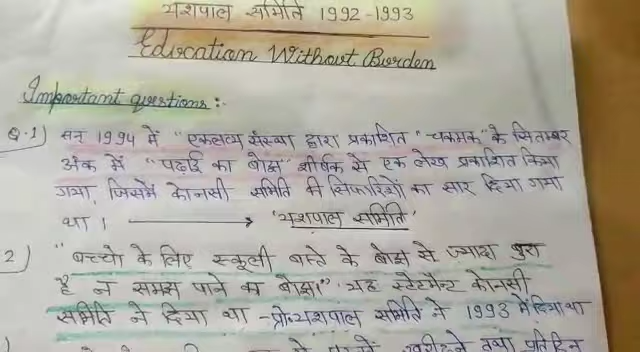 यशपाल समिति 1992-1993
Education Without Burden
Important questions :-
Q.1) सन् 1994 में "एकलव्य संस्था द्वारा प्रकाशित "चकमक" के सितम्बर
अंक में "पढ़ाई का बोझ" शीर्षक से एक लेख प्रकाशित किया
गया, जिसमें कोनसी समिति की सिफारिशों का सार दिया गया
था। → 'यशपाल समिति'
2) "बच्चों के लिए स्कूली बस्ते के बोझ से ज्यादा बुरा
है न समझ पाने का बोझ।" यह स्टेटमेन्ट कोनसी
समिति ने दिया था - प्रो०यशपाल समिति ने 1993 में दिया था
तथा